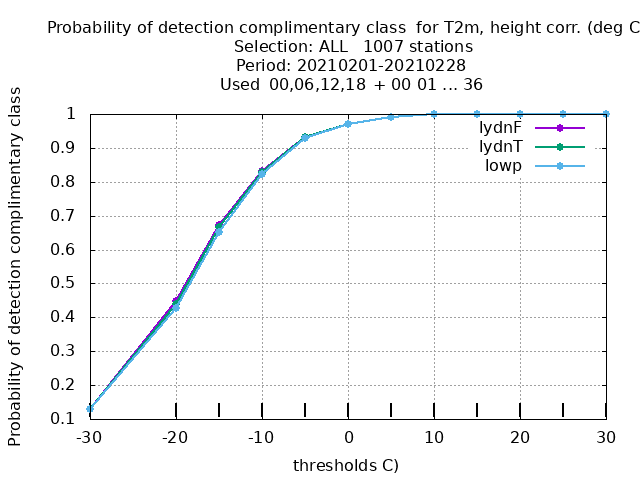 Probability of detection complimentary class for T2m, height corr. (deg C
Selection: ALL 1007 stations
Period: 20210201-20210228
Used 00,06,12,18 + 00 01 ... 36
Probability of detection complimentary class
1
0.9
0.8
0.7
0.6
0.5
0.4
0.3
0.2
0.1
lydnF
lydnT
lowp
-30 -20 -10 0 10 20 30
thresholds C)